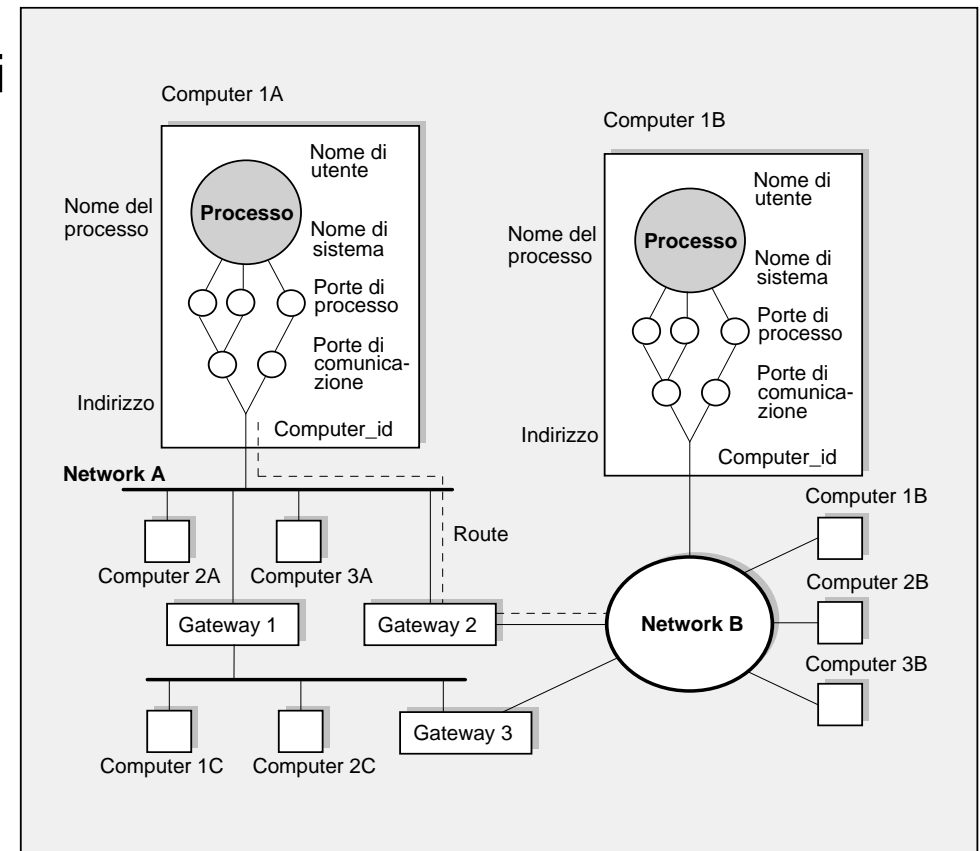 i
Computer 1A
Nome di
utente
Nome del
processo
Processo
Nome di
sistema
Porte di
processo
Porte di
comunica-
zione
Indirizzo
Computer_id
Computer 1B
Nome di
utente
Nome del
processo
Processo
Nome di
sistema
Porte di
processo
Porte di
comunica-
zione
Indirizzo
Computer_id
Network A
Computer 2A
Computer 3A
Route
Gateway 1
Gateway 2
Network B
Computer 1B
Computer 2B
Computer 3B
Gateway 3
Computer 1C
Computer 2C